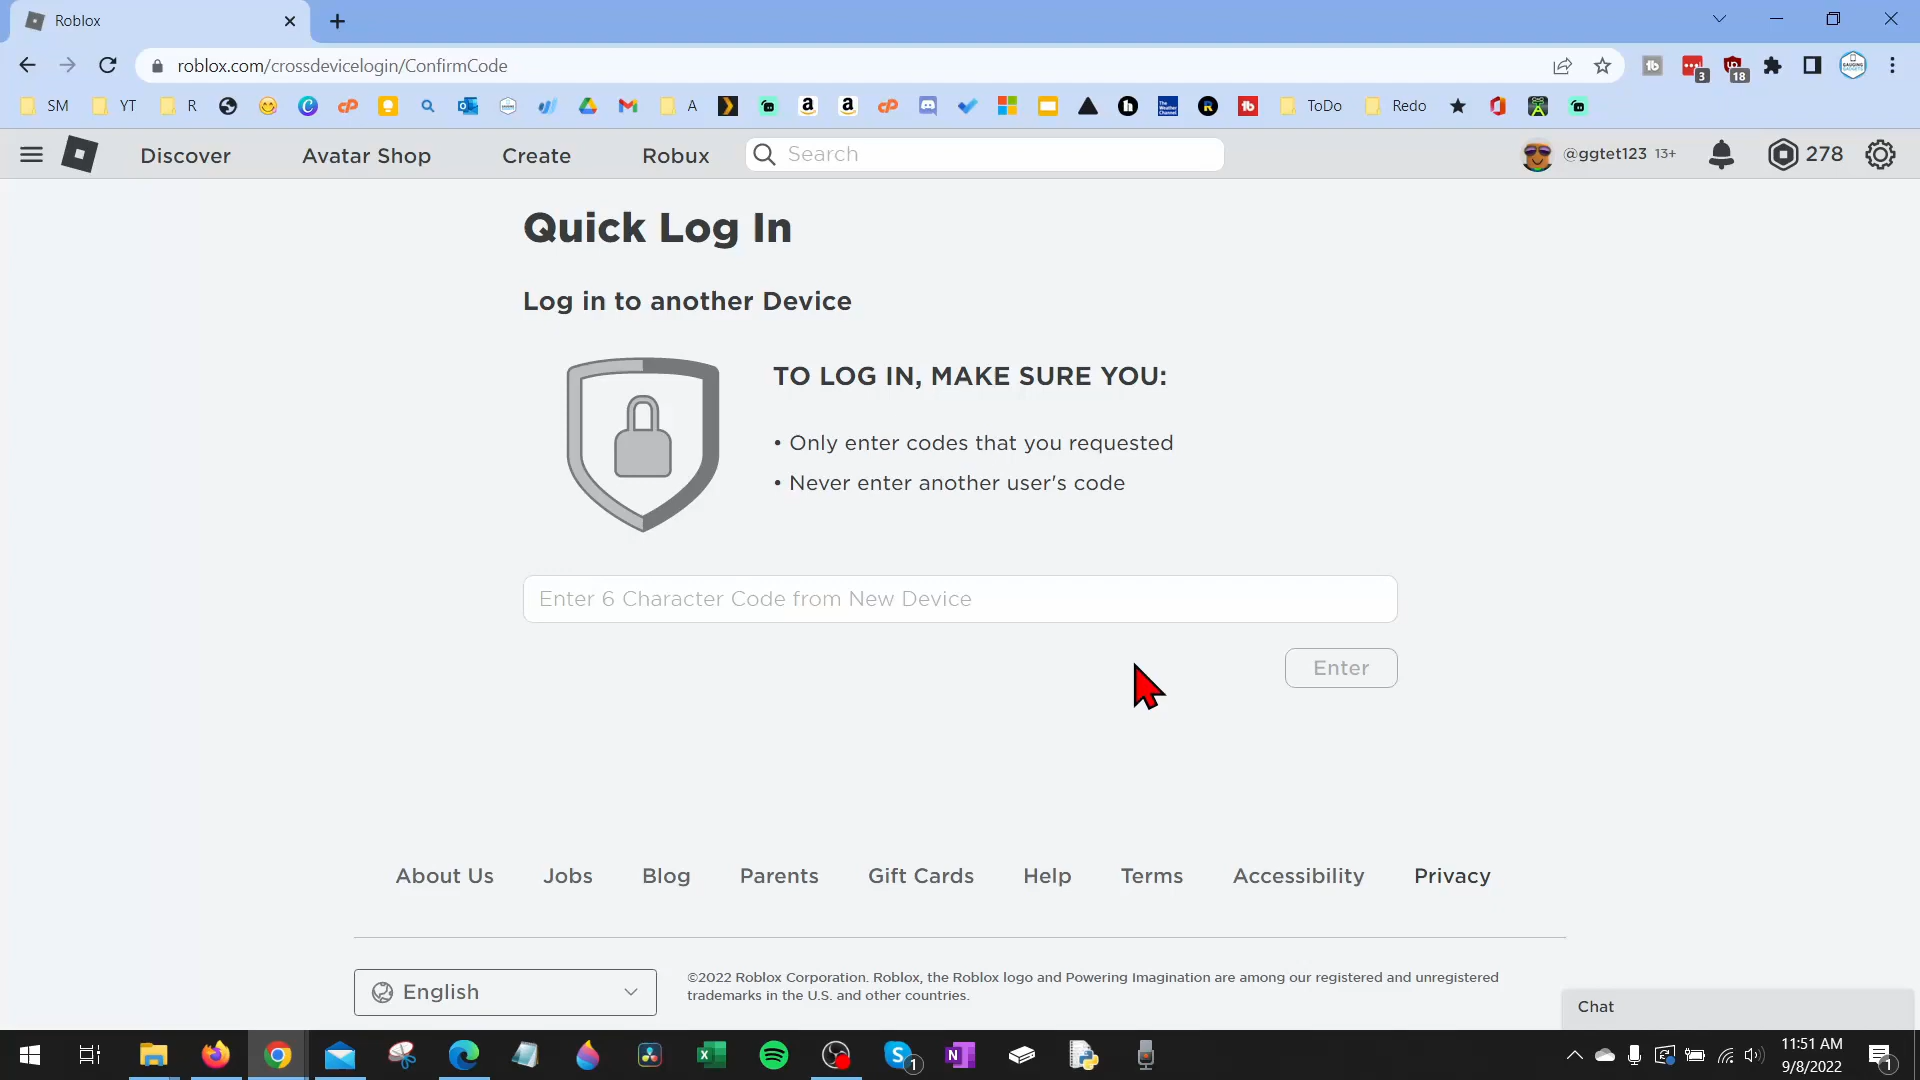 Roblox
roblox.com/crossdevicelogin/ConfirmCode
3
18
SM
YT
R
A
ToDo
Redo
Discover
Avatar Shop
Create
Robux
Search
@ggtet123 13+
278
Quick Log In
Log in to another Device
TO LOG IN, MAKE SURE YOU:
• Only enter codes that you requested
• Never enter another user's code
Enter 6 Character Code from New Device
Enter
About Us
Jobs
Blog
Parents
Gift Cards
Help
Terms
Accessibility
Privacy
English
©2022 Roblox Corporation. Roblox, the Roblox logo and Powering Imagination are among our registered and unregistered
trademarks in the U.S. and other countries.
Chat
1
11:51 AM
9/8/2022
1